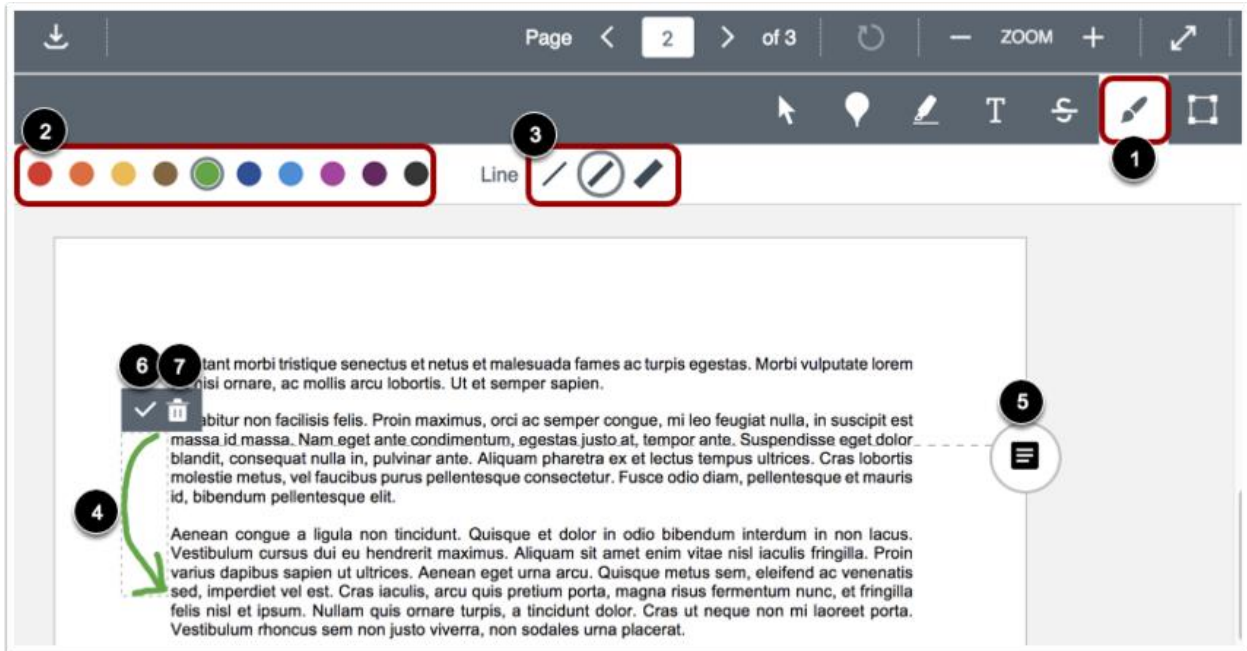 Page 2 of 3 ZOOM
T S
1
2 3
Line
6 7 tant morbi tristique senectus et netus et malesuada fames ac turpis egestas. Morbi vulputate lorem
nisi ornare, ac mollis arcu lobortis. Ut et semper sapien.
5
abitur non facilisis felis. Proin maximus, orci ac semper congue, mi leo feugiat nulla, in suscipit est
massa id massa. Nam eget ante condimentum, egestas justo at, tempor ante. Suspendisse eget dolor
blandit, consequat nulla in, pulvinar ante. Aliquam pharetra ex et lectus tempus ultrices. Cras lobortis
molestie metus, vel faucibus purus pellentesque consectetur. Fusce odio diam, pellentesque et mauris
id, bibendum pellentesque elit.
4
Aenean congue a ligula non tincidunt. Quisque et dolor in odio bibendum interdum in non lacus.
Vestibulum cursus dui eu hendrerit maximus. Aliquam sit amet enim vitae nisl iaculis fringilla. Proin
varius dapibus sapien ut ultrices. Aenean eget urna arcu. Quisque metus sem, eleifend ac venenatis
sed, imperdiet vel est. Cras iaculis, arcu quis pretium porta, magna risus fermentum nunc, et fringilla
felis nisl et ipsum. Nullam quis ornare turpis, a tincidunt dolor. Cras ut neque non mi laoreet porta.
Vestibulum rhoncus sem non justo viverra, non sodales urna placerat.